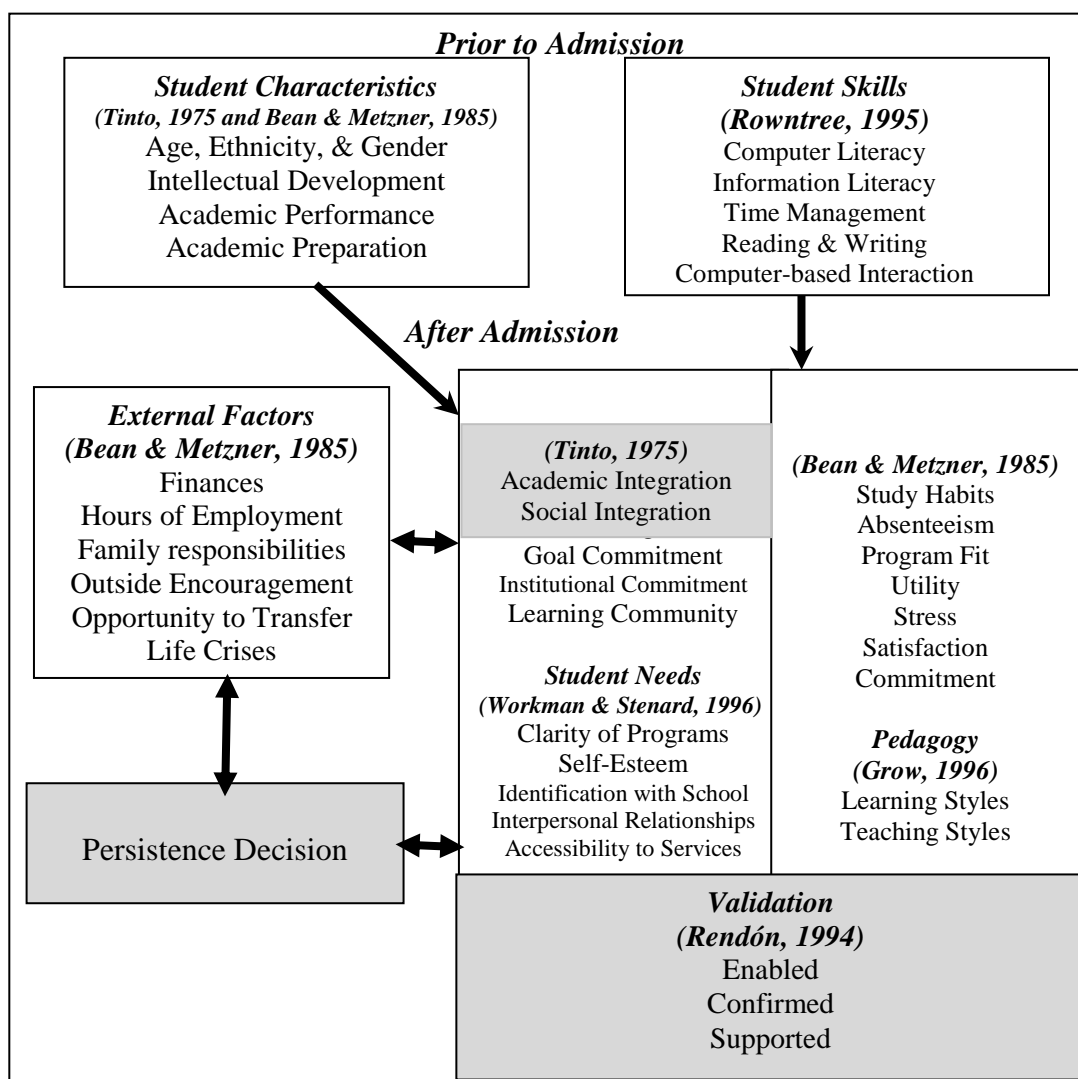 Prior to Admission
Student Characteristics
(Tinto, 1975 and Bean & Metzner, 1985)
Age, Ethnicity, & Gender
Intellectual Development
Academic Performance
Academic Preparation
Student Skills
(Rowntree, 1995)
Computer Literacy
Information Literacy
Time Management
Reading & Writing
Computer-based Interaction
After Admission
External Factors
(Bean & Metzner, 1985)
Finances
Hours of Employment
Family responsibilities
Outside Encouragement
Opportunity to Transfer
Life Crises
(Tinto, 1975)
Academic Integration
Social Integration
Goal Commitment
Institutional Commitment
Learning Community
Student Needs
(Workman & Stenard, 1996)
Clarity of Programs
Self-Esteem
Identification with School
Interpersonal Relationships
Accessibility to Services
(Bean & Metzner, 1985)
Study Habits
Absenteeism
Program Fit
Utility
Stress
Satisfaction
Commitment
Pedagogy
(Grow, 1996)
Learning Styles
Teaching Styles
Persistence Decision
Validation
(Rendón, 1994)
Enabled
Confirmed
Supported